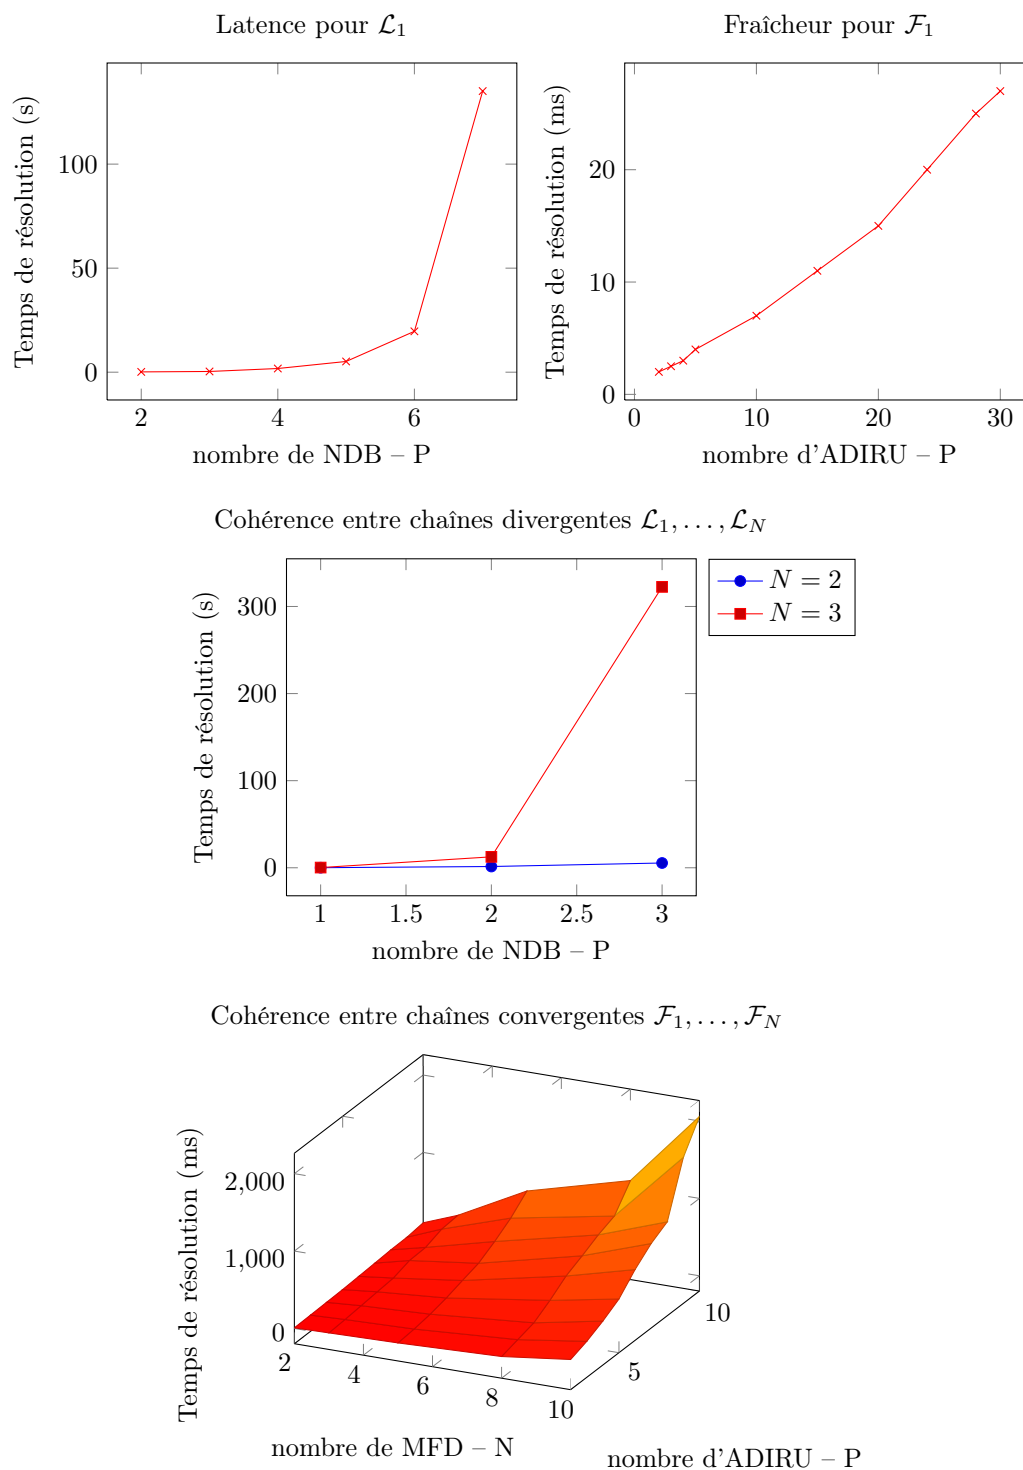 Latence pour ℒ₁
Temps de résolution (s)
100
50
0
2
4
6
nombre de NDB – P
Fraîcheur pour ℱ₁
Temps de résolution (ms)
20
10
0
0
10
20
30
nombre d'ADIRU – P
Cohérence entre chaînes divergentes ℒ₁, . . . , ℒ_N
Temps de résolution (s)
300
200
100
0
1
1.5
2
2.5
3
nombre de NDB – P
N = 2
N = 3
Cohérence entre chaînes convergentes ℱ₁, . . . , ℱ_N
Temps de résolution (ms)
2,000
1,000
0
2
4
6
8
10
nombre de MFD – N
5
10
nombre d'ADIRU – P